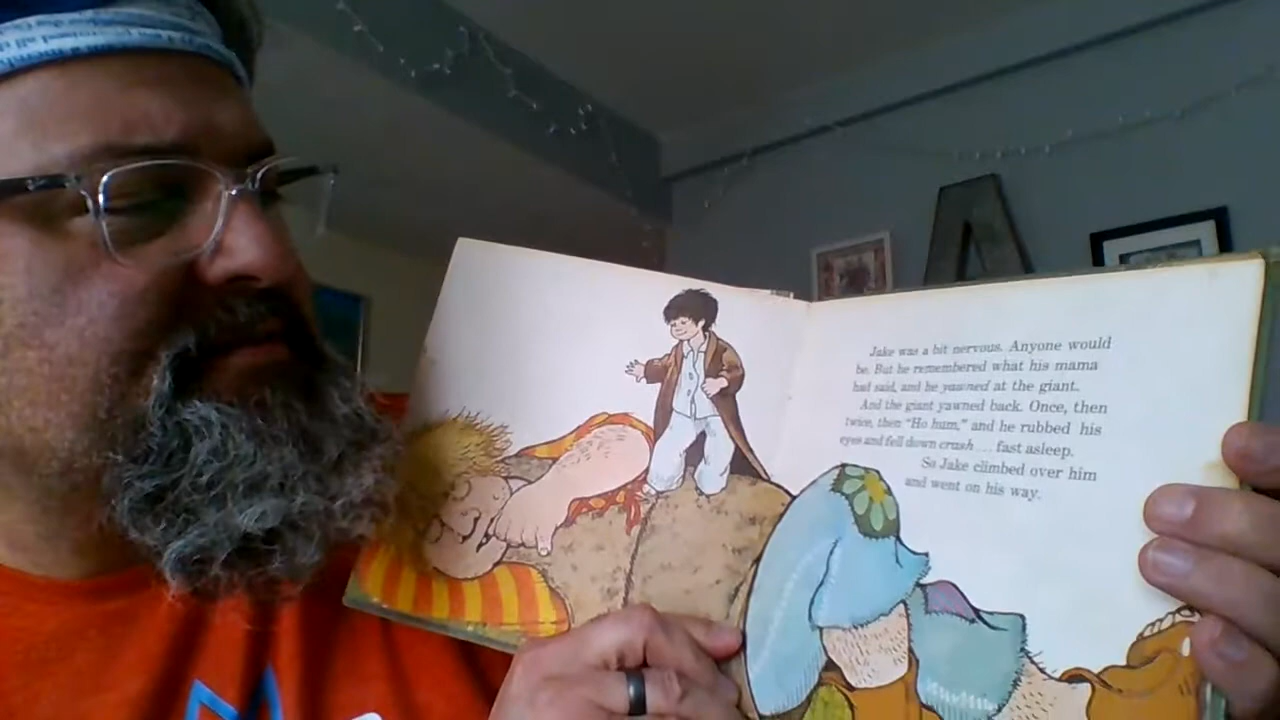 Jake was a bit nervous. Anyone would
be. But he remembered what his mama
had said, and he yawned at the giant.
And the giant yawned back. Once, then
twice, then "Ho hum," and he rubbed his
eyes and fell down crush ... fast asleep.
So Jake climbed over him
and went on his way.
A